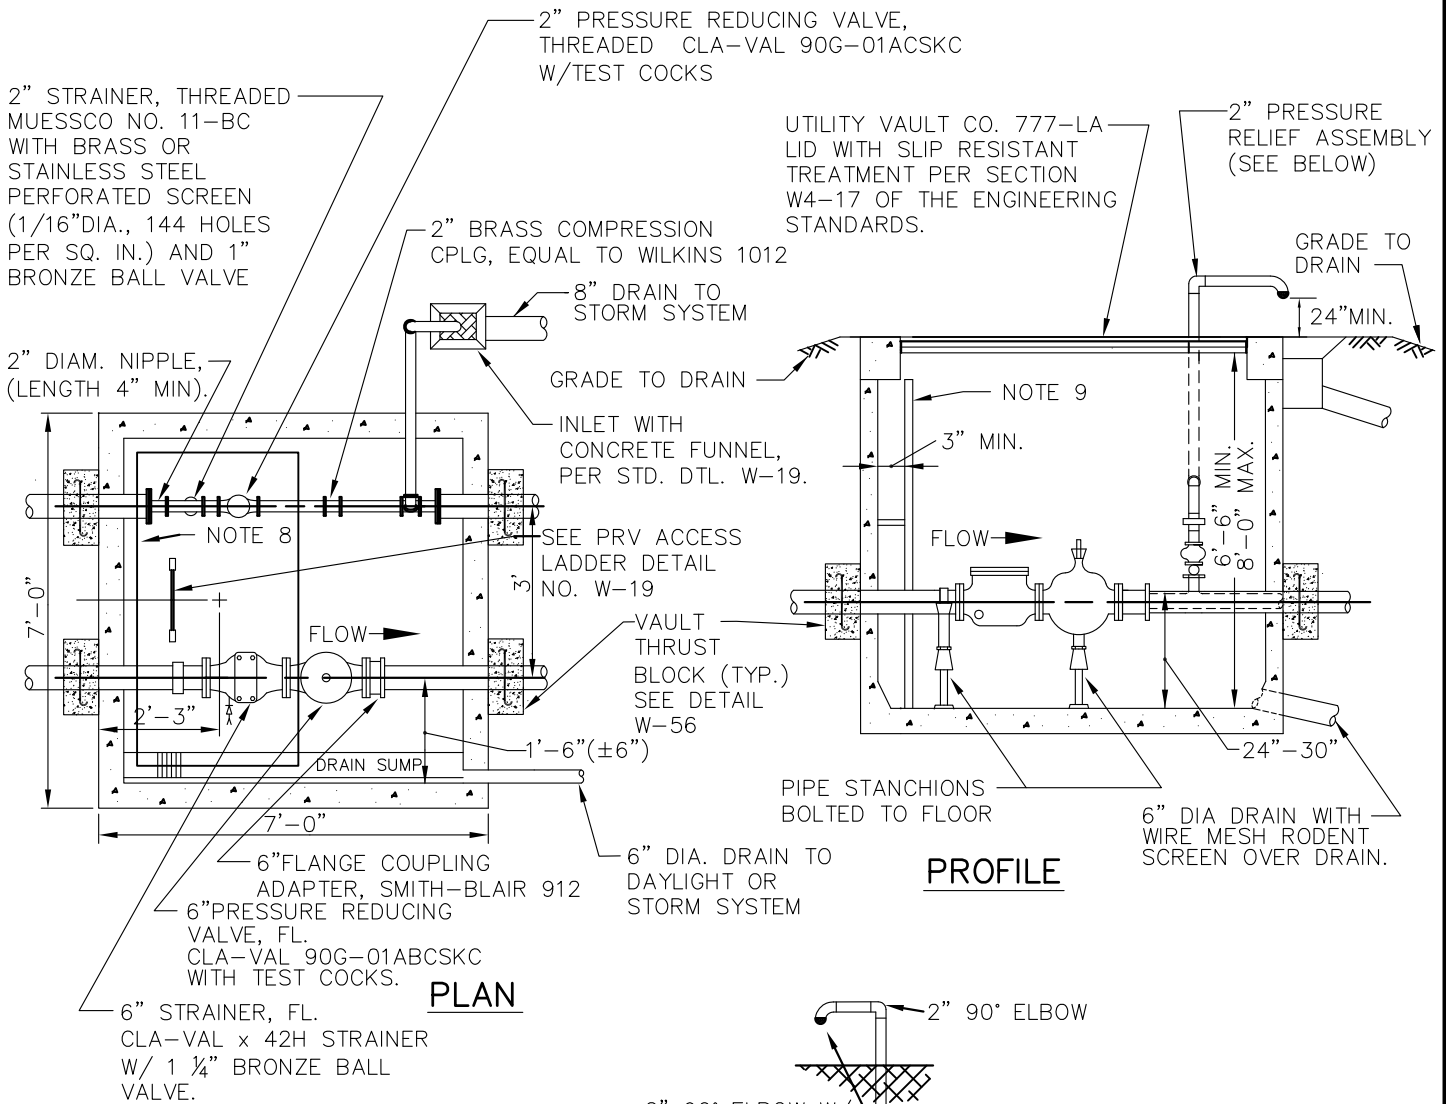 2" PRESSURE REDUCING VALVE,
THREADED CLA-VAL 90G-01ACSKC
W/TEST COCKS
2" STRAINER, THREADED
MUESSCO NO. 11-BC
WITH BRASS OR
STAINLESS STEEL
PERFORATED SCREEN
(1/16"DIA., 144 HOLES
PER SQ. IN.) AND 1"
BRONZE BALL VALVE
UTILITY VAULT CO. 777-LA
LID WITH SLIP RESISTANT
TREATMENT PER SECTION
W4-17 OF THE ENGINEERING
STANDARDS.
2" PRESSURE
RELIEF ASSEMBLY
(SEE BELOW)
2" BRASS COMPRESSION
CPLG, EQUAL TO WILKINS 1012
GRADE TO
DRAIN
8" DRAIN TO
STORM SYSTEM
24"MIN.
2" DIAM. NIPPLE,
(LENGTH 4" MIN).
GRADE TO DRAIN
NOTE 9
INLET WITH
CONCRETE FUNNEL,
PER STD. DTL. W-19.
3" MIN.
6'-6" MIN.
8'-0" MAX.
NOTE 8
SEE PRV ACCESS
LADDER DETAIL
NO. W-19
3'
FLOW
7'-0"
FLOW
VAULT
THRUST
BLOCK (TYP.)
SEE DETAIL
W-56
2'-3"
1'-6"(±6")
DRAIN SUMP
24"-30"
7'-0"
PIPE STANCHIONS
BOLTED TO FLOOR
6" DIA DRAIN WITH
WIRE MESH RODENT
SCREEN OVER DRAIN.
PROFILE
6"FLANGE COUPLING
ADAPTER, SMITH-BLAIR 912
6" DIA. DRAIN TO
DAYLIGHT OR
STORM SYSTEM
6"PRESSURE REDUCING
VALVE, FL.
CLA-VAL 90G-01ABCSKC
WITH TEST COCKS.
PLAN
6" STRAINER, FL.
CLA-VAL x 42H STRAINER
W/ 1 ¼" BRONZE BALL
VALVE.
2" 90° ELBOW